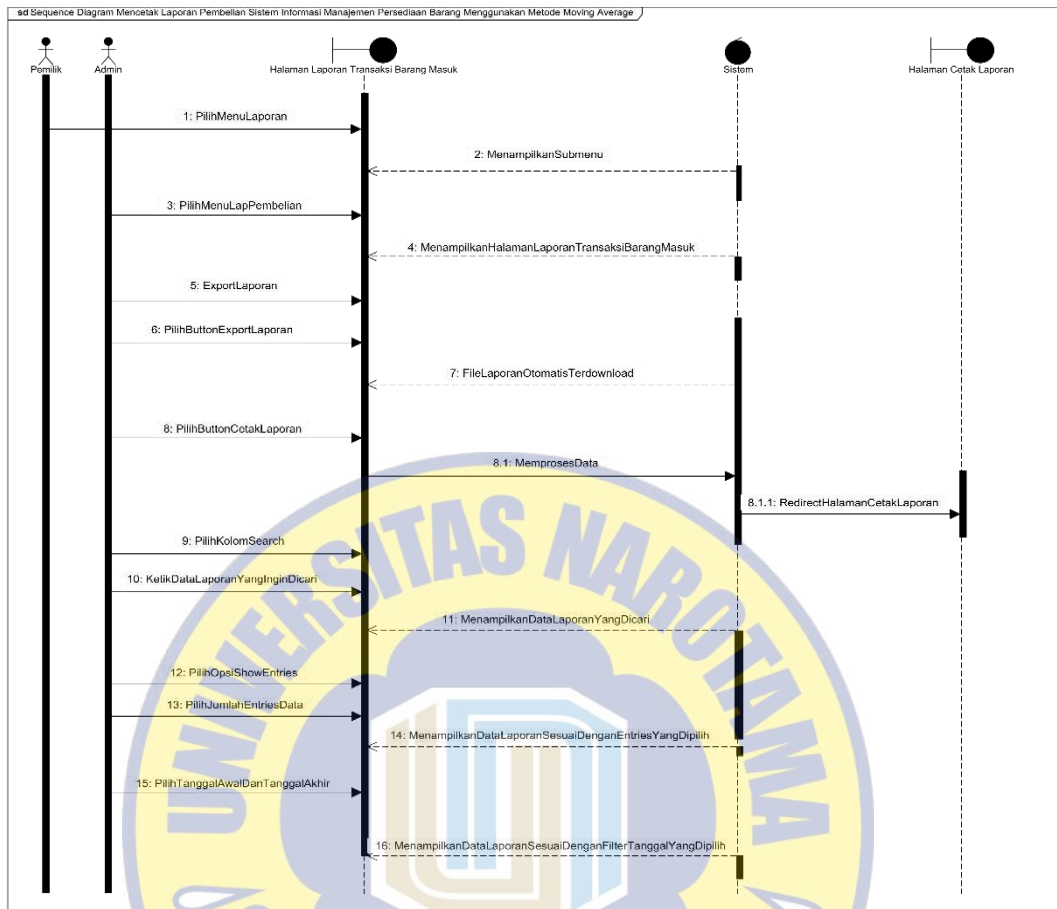 sd Sequence Diagram Mencetak Laporan Pembelian Sistem Informasi Manajemen Persediaan Barang Menggunakan Metode Moving Average
Pemilik
Admin
Halaman Laporan Transaksi Barang Masuk
Sistem
Halaman Cetak Laporan
1: PilihMenuLaporan
2: MenampilkanSubmenu
3: PilihMenuLapPembelian
4: MenampilkanHalamanLaporanTransaksiBarangMasuk
5: ExportLaporan
6: PilihButtonExportLaporan
7: FileLaporanOtomatisTerdownload
8: PilihButtonCetakLaporan
8.1: MemprosesData
8.1.1: RedirectHalamanCetakLaporan
9: PilihKolomSearch
10: KetikDataLaporanYangInginDicari
11: MenampilkanDataLaporanYangDicari
12: PilihOpsiShowEntries
13: PilihJumlahEntriesData
14: MenampilkanDataLaporanSesuaiDenganEntriesYangDipilih
15: PilihTanggalAwalDanTanggalAkhir
16: MenampilkanDataLaporanSesuaiDenganFilterTanggalYangDipilih
UNIVERSITAS NAROTAMA